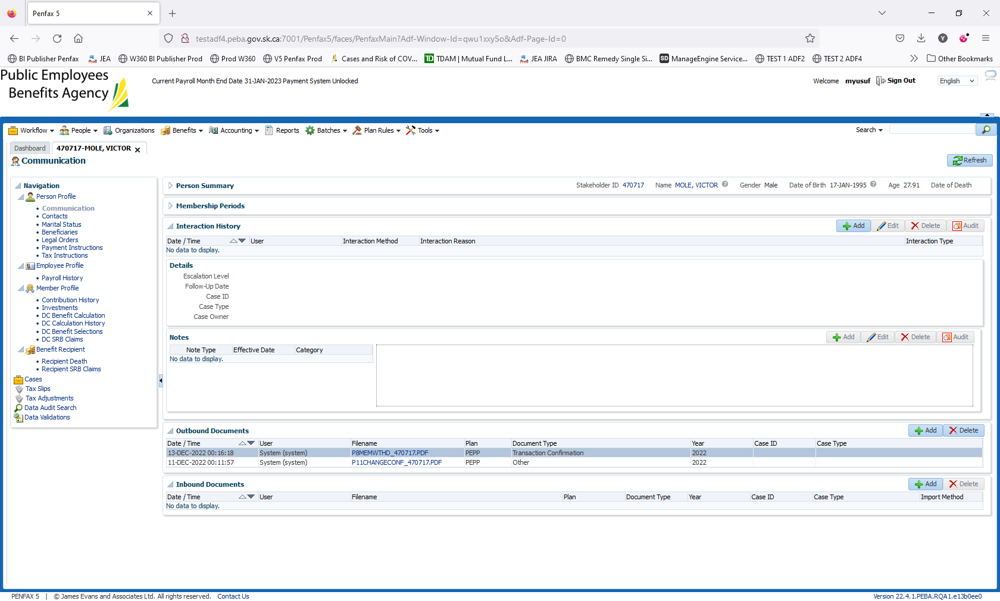 Penfax 5
testadf4.peba.gov.sk.ca:7001/Penfax5/faces/PenfaxMain?Adf-Window-Id=qwu1xxy5o&Adf-Page-Id=0
BI Publisher Penfax JEA W360 BI Publisher Prod Prod W360 V5 Penfax Prod Cases and Risk of COV... TD TDAM | Mutual Fund L... JEA JIRA BMC Remedy Single Si... SD ManageEngine Service... TEST 1 ADF2 TEST 2 ADF4 Other Bookmarks
Public Employees
Benefits Agency
Current Payroll Month End Date 31-JAN-2023 Payment System Unlocked
Welcome myusuf Sign Out English
Workflow People Organizations Benefits Accounting Reports Batches Plan Rules Tools Search
Dashboard 470717-MOLE, VICTOR
Communication
Refresh
Navigation
Person Profile
Communication
Contacts
Marital Status
Beneficiaries
Legal Orders
Payment Instructions
Tax Instructions
Employee Profile
Payroll History
Member Profile
Contribution History
Investments
DC Benefit Calculation
DC Calculation History
DC Benefit Selections
DC SRB Claims
Benefit Recipient
Recipient Death
Recipient SRB Claims
Cases
Tax Slips
Tax Adjustments
Data Audit Search
Data Validations
Person Summary Stakeholder ID 470717 Name MOLE, VICTOR Gender Male Date of Birth 17-JAN-1995 Age 27.91 Date of Death
Membership Periods
Interaction History Add Edit Delete Audit
Date / Time User Interaction Method Interaction Reason Interaction Type
No data to display.
Details
Escalation Level
Follow-Up Date
Case ID
Case Type
Case Owner
Notes Add Edit Delete Audit
Note Type Effective Date Category
No data to display.
Outbound Documents Add Delete
Date / Time User Filename Plan Document Type Year Case ID Case Type
13-DEC-2022 00:16:18 System (system) P8MEMWTHD_470717.PDF PEPP Transaction Confirmation 2022
11-DEC-2022 00:11:57 System (system) P11CHANGECONF_470717.PDF PEPP Other 2022
Inbound Documents Add Delete
Date / Time User Filename Plan Document Type Year Case ID Case Type Import Method
No data to display.
PENFAX 5 | © James Evans and Associates Ltd. All rights reserved. Contact Us Version 22.4.1.PEBA.RQA1.e13b0ee0